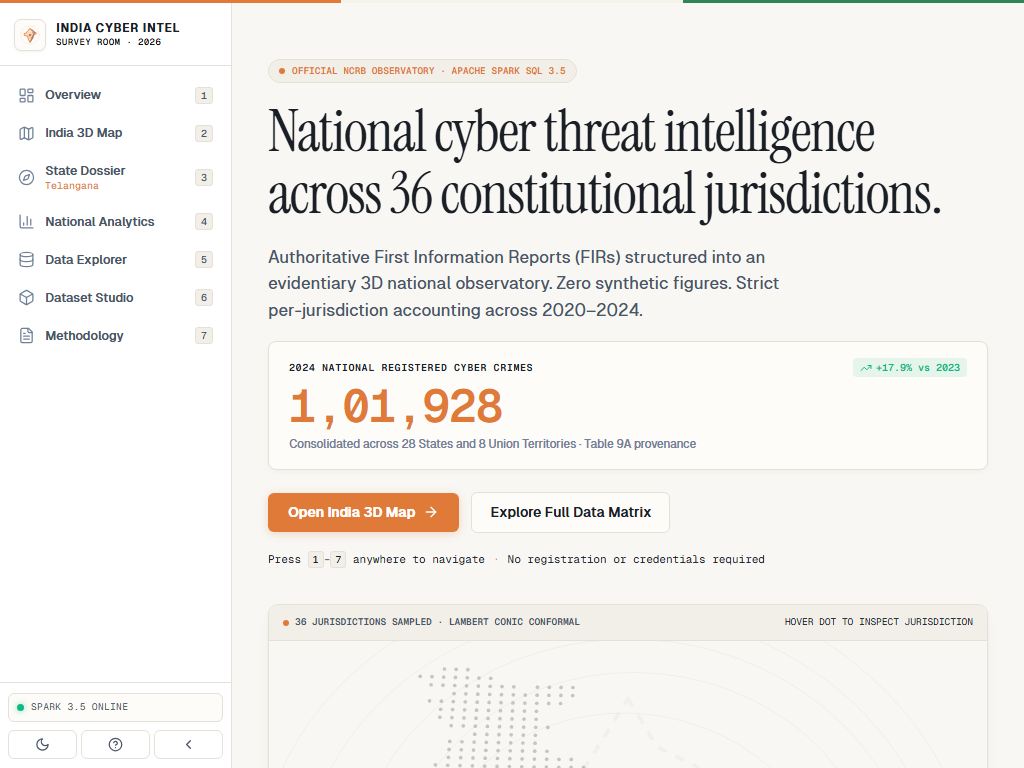 INDIA CYBER INTEL
SURVEY ROOM · 2026
Overview 1
India 3D Map 2
State Dossier 3
Telangana
National Analytics 4
Data Explorer 5
Dataset Studio 6
Methodology 7
SPARK 3.5 ONLINE
OFFICIAL NCRB OBSERVATORY · APACHE SPARK SQL 3.5
National cyber threat intelligence
across 36 constitutional jurisdictions.
Authoritative First Information Reports (FIRs) structured into an
evidentiary 3D national observatory. Zero synthetic figures. Strict
per-jurisdiction accounting across 2020–2024.
2024 NATIONAL REGISTERED CYBER CRIMES
+17.9% vs 2023
1,01,928
Consolidated across 28 States and 8 Union Territories · Table 9A provenance
Open India 3D Map →
Explore Full Data Matrix
Press 1–7 anywhere to navigate · No registration or credentials required
36 JURISDICTIONS SAMPLED · LAMBERT CONIC CONFORMAL
HOVER DOT TO INSPECT JURISDICTION